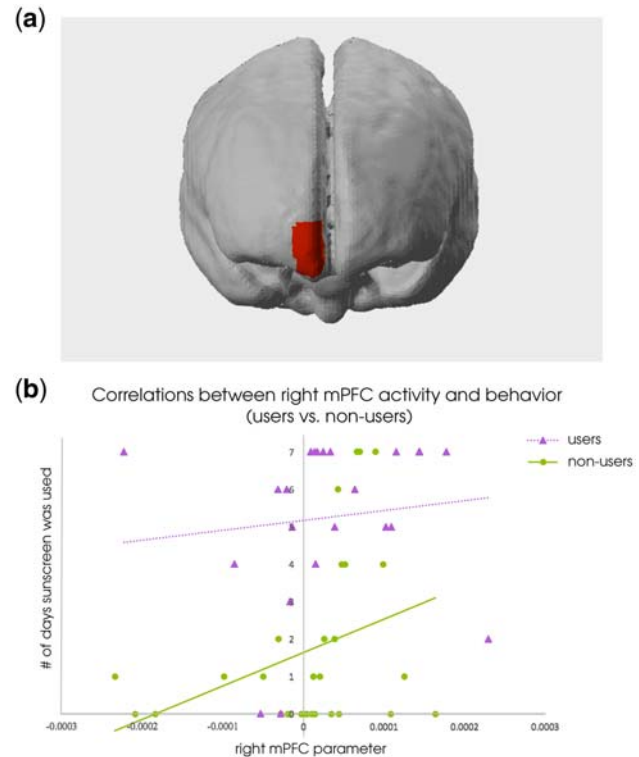 (a)
(b)
Correlations between right mPFC activity and behavior
(users vs. non-users)
users
non-users
# of days sunscreen was used
7
6
5
4
3
2
1
0
-0.0003
-0.0002
-0.0001
0
0.0001
0.0002
0.0003
right mPFC parameter